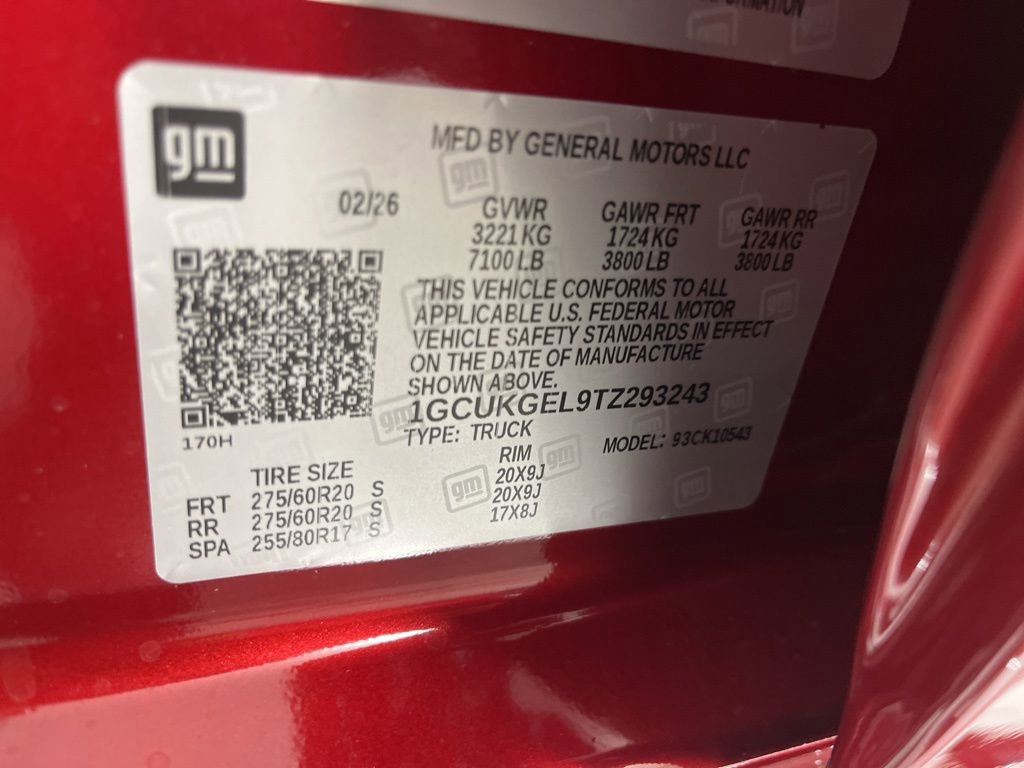 INFORMATION
gm
MFD BY GENERAL MOTORS LLC
02/26
GVWR GAWR FRT GAWR RR
3221 KG 1724 KG 1724 KG
7100 LB 3800 LB 3800 LB
THIS VEHICLE CONFORMS TO ALL
APPLICABLE U.S. FEDERAL MOTOR
VEHICLE SAFETY STANDARDS IN EFFECT
ON THE DATE OF MANUFACTURE
SHOWN ABOVE.
1GCUKGEL9TZ293243
170H
TYPE: TRUCK MODEL: 93CK10543
TIRE SIZE RIM
FRT 275/60R20 S 20X9J
RR 275/60R20 S 20X9J
SPA 255/80R17 S 17X8J